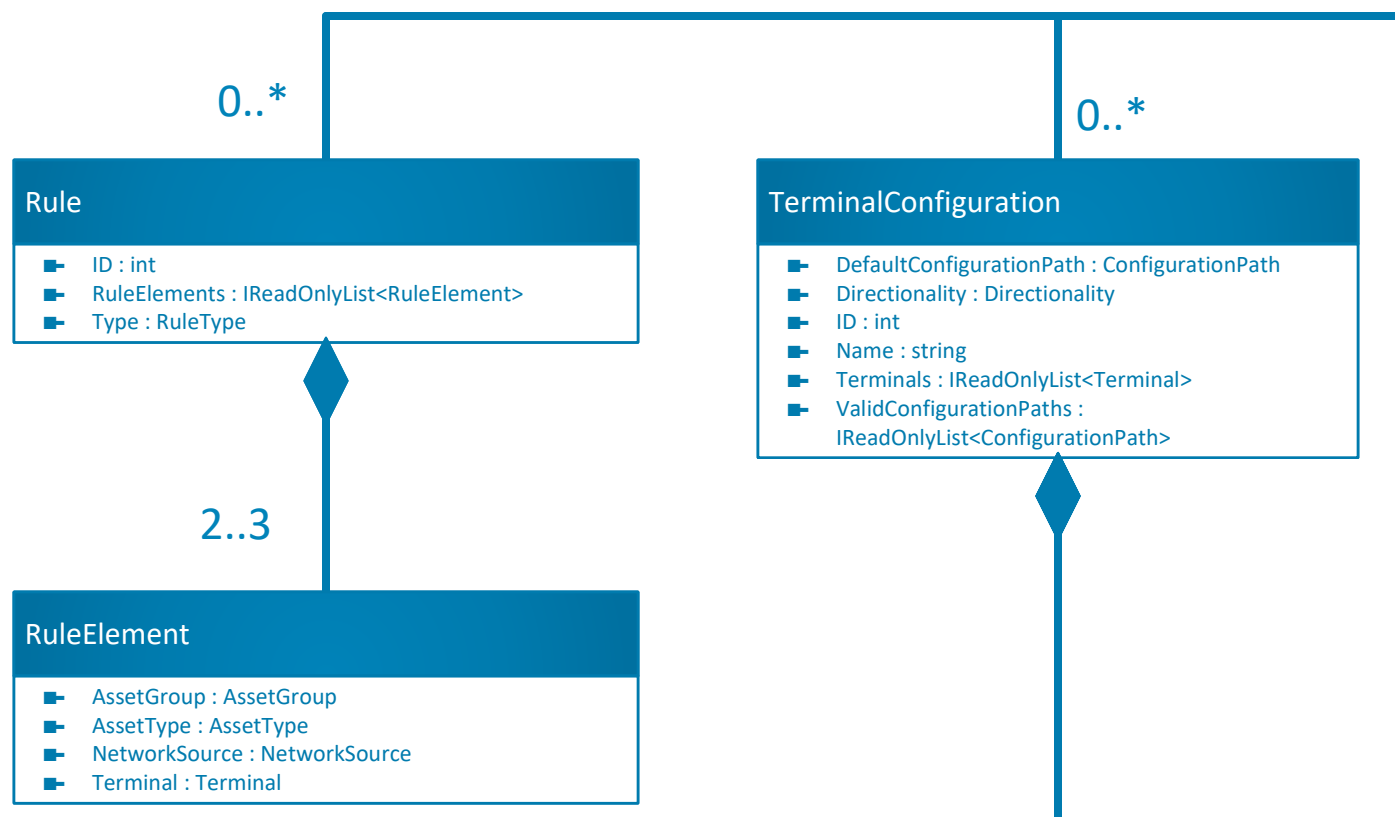 0..*
0..*
Rule
ID : int
RuleElements : IReadOnlyList<RuleElement>
Type : RuleType
TerminalConfiguration
DefaultConfigurationPath : ConfigurationPath
Directionality : Directionality
ID : int
Name : string
Terminals : IReadOnlyList<Terminal>
ValidConfigurationPaths :
IReadOnlyList<ConfigurationPath>
2..3
RuleElement
AssetGroup : AssetGroup
AssetType : AssetType
NetworkSource : NetworkSource
Terminal : Terminal